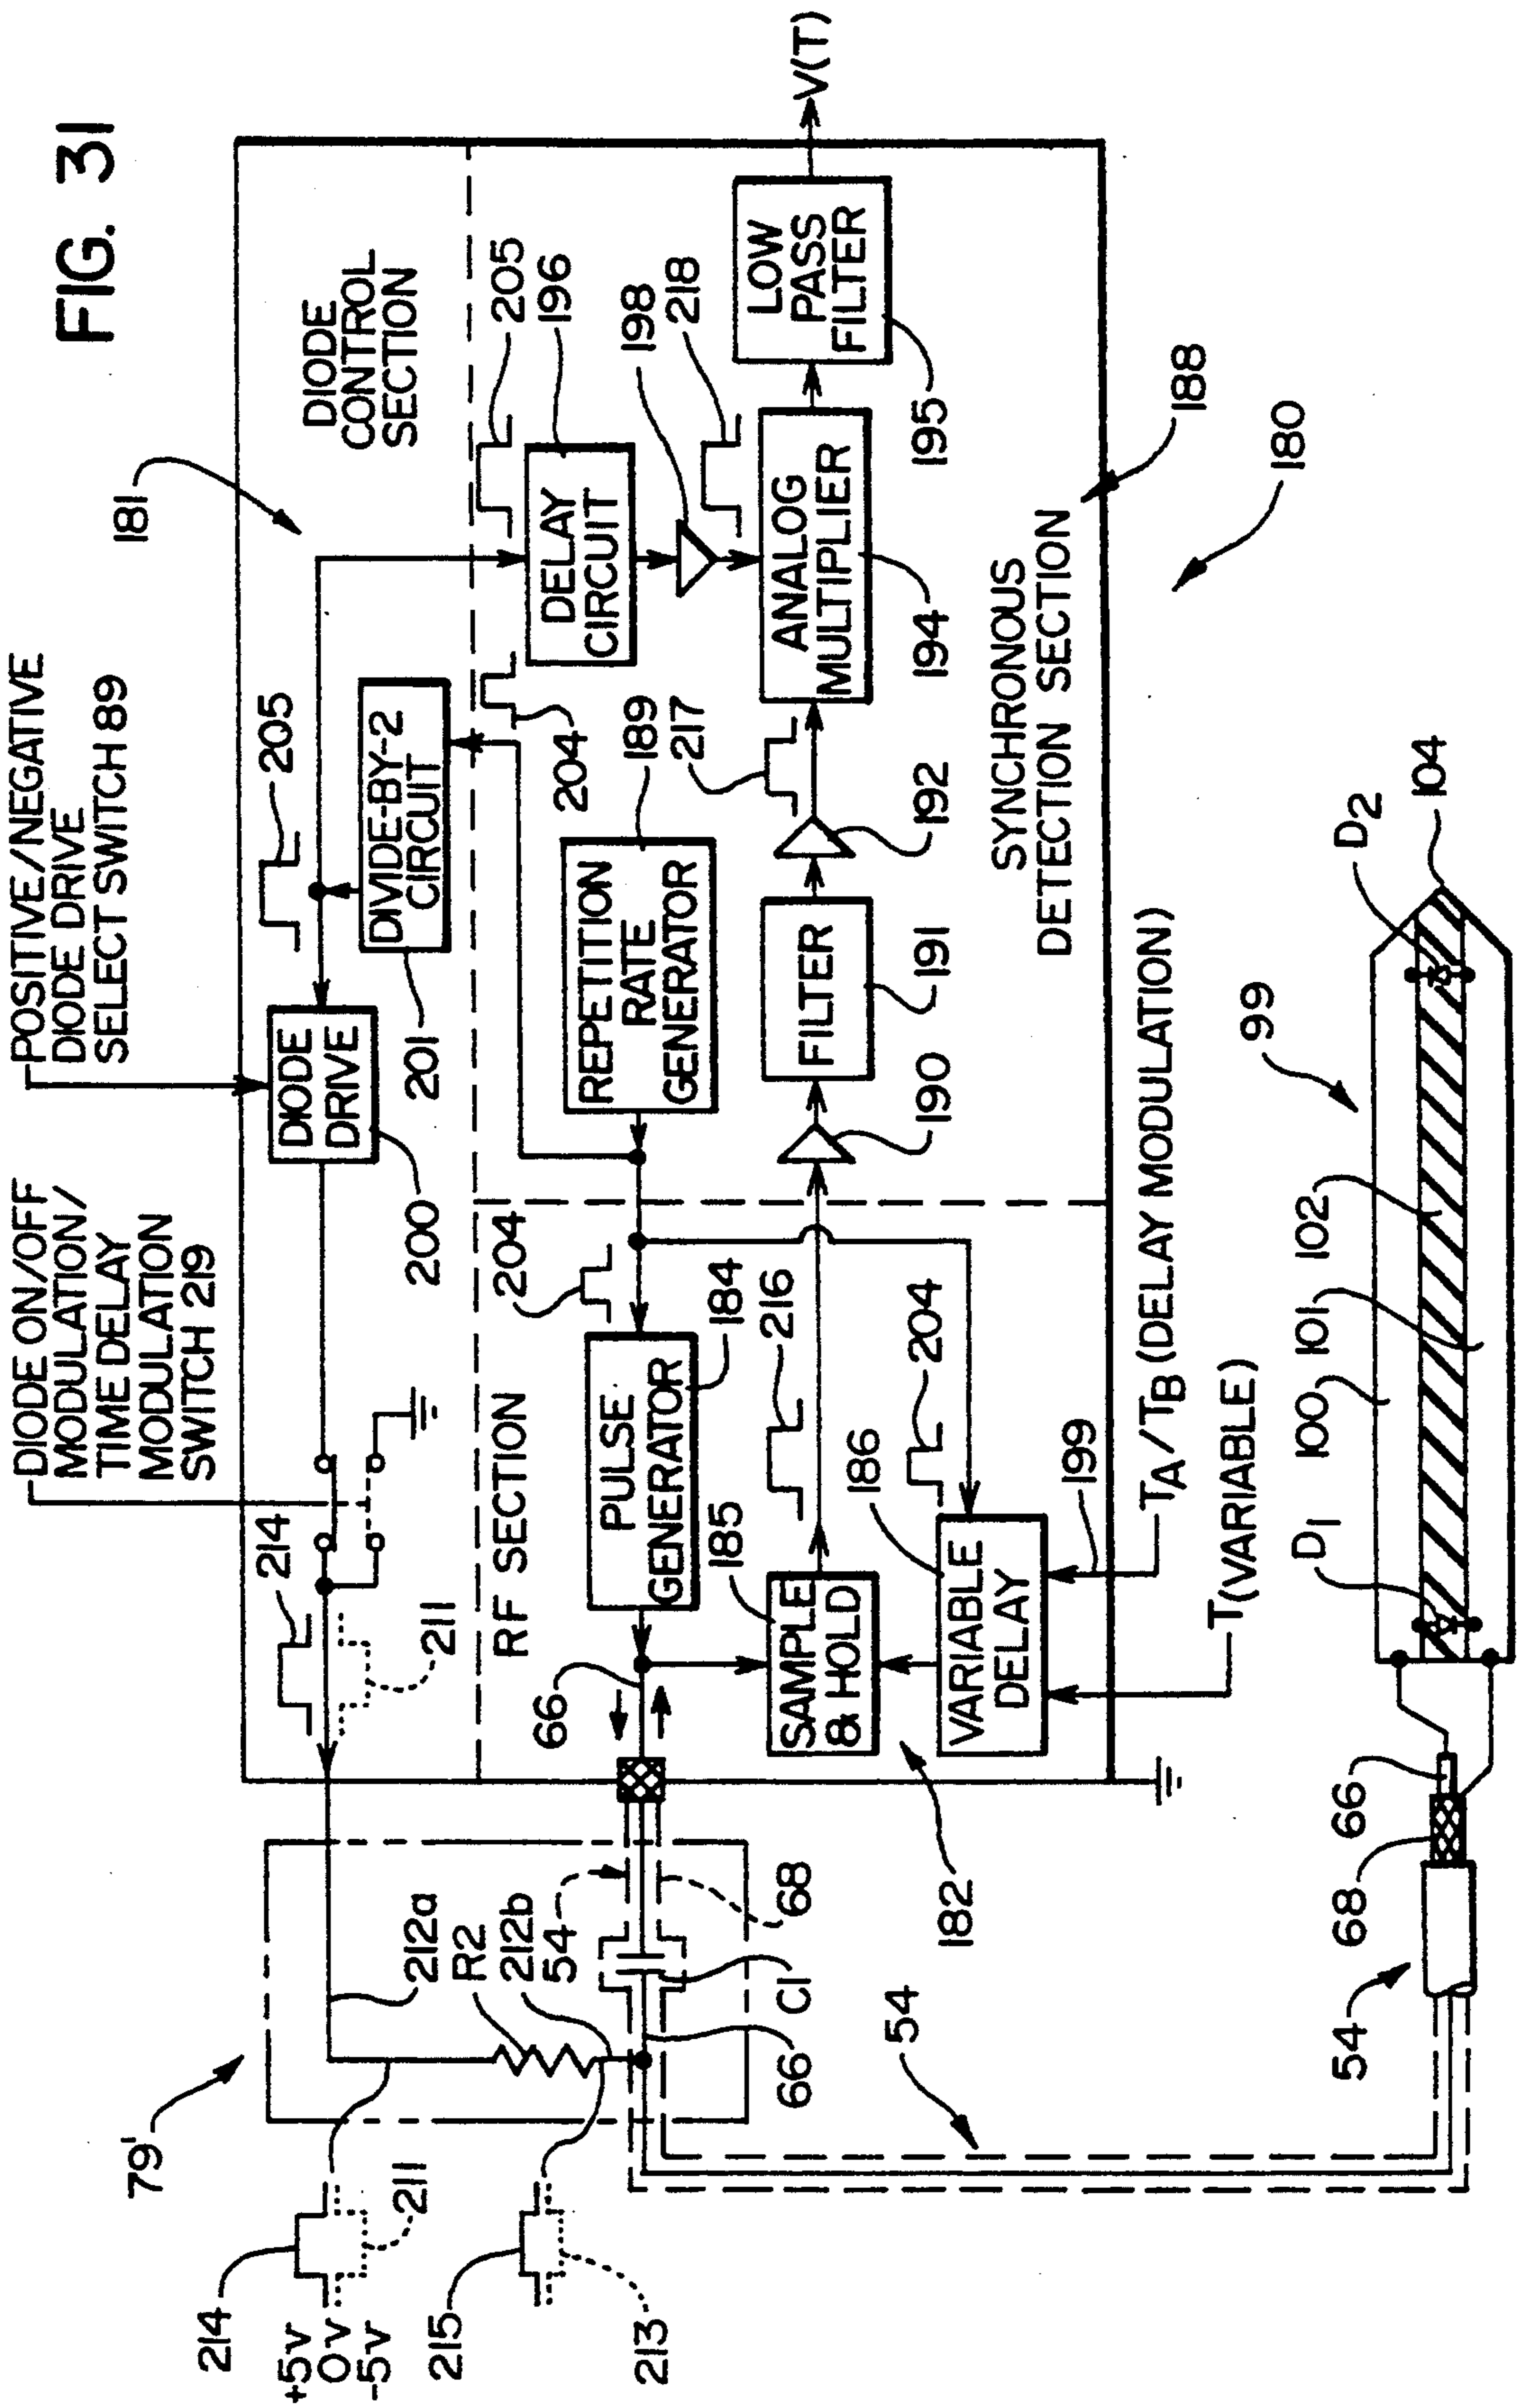 FIG. 31
POSITIVE/NEGATIVE
DIODE DRIVE
SELECT SWITCH 89
DIODE ON/OFF
MODULATION/
TIME DELAY
MODULATION
SWITCH 219
181
DIODE
CONTROL
SECTION
205
DIVIDE-BY-2
CIRCUIT
201
DIODE
DRIVE
200
214
211
79'
214
211
+5v
0v
-5v
215
213
212a
R2
212b
54
68
C1
66
54
RF SECTION
66
PULSE
GENERATOR
184
204
REPETITION
RATE
GENERATOR
189
204
205
DELAY
CIRCUIT
196
198
218
SAMPLE
& HOLD
185
216
190
FILTER
191
192
217
ANALOG
MULTIPLIER
194
LOW
PASS
FILTER
195
V(T)
182
VARIABLE
DELAY
186
204
199
SYNCHRONOUS
DETECTION SECTION
188
180
TA/TB (DELAY MODULATION)
T(VARIABLE)
54
68
66
D1
100
101
102
99
D2
104